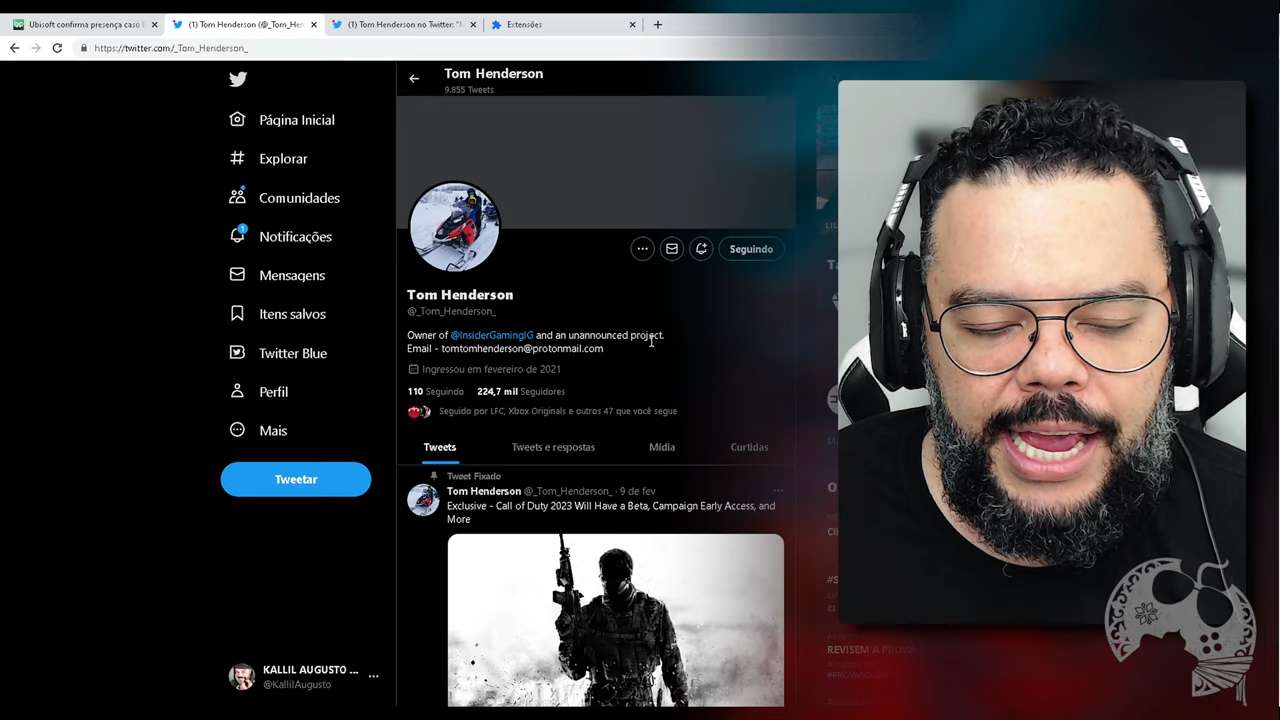 Ubisoft confirma presença caso E
(1) Tom Henderson (@_Tom_Hen
(1) Tom Henderson no Twitter: "N
Extensões
https://twitter.com/_Tom_Henderson_
Tom Henderson
9.855 Tweets
Página Inicial
Explorar
Comunidades
1
Notificações
Mensagens
Itens salvos
Twitter Blue
Perfil
Mais
Tweetar
KALLIL AUGUSTO ...
@KallilAugusto
Seguindo
Tom Henderson
@_Tom_Henderson_
Owner of @InsiderGamingIG and an unannounced project.
Email - tomtomhenderson@protonmail.com
Ingressou em fevereiro de 2021
110 Seguindo 224,7 mil Seguidores
Seguido por LFC, Xbox Originals e outros 47 que você segue
Tweets Tweets e respostas Mídia Curtidas
Tweet Fixado
Tom Henderson @_Tom_Henderson_ · 9 de fev
Exclusive - Call of Duty 2023 Will Have a Beta, Campaign Early Access, and
More
REVISEM A PROVA